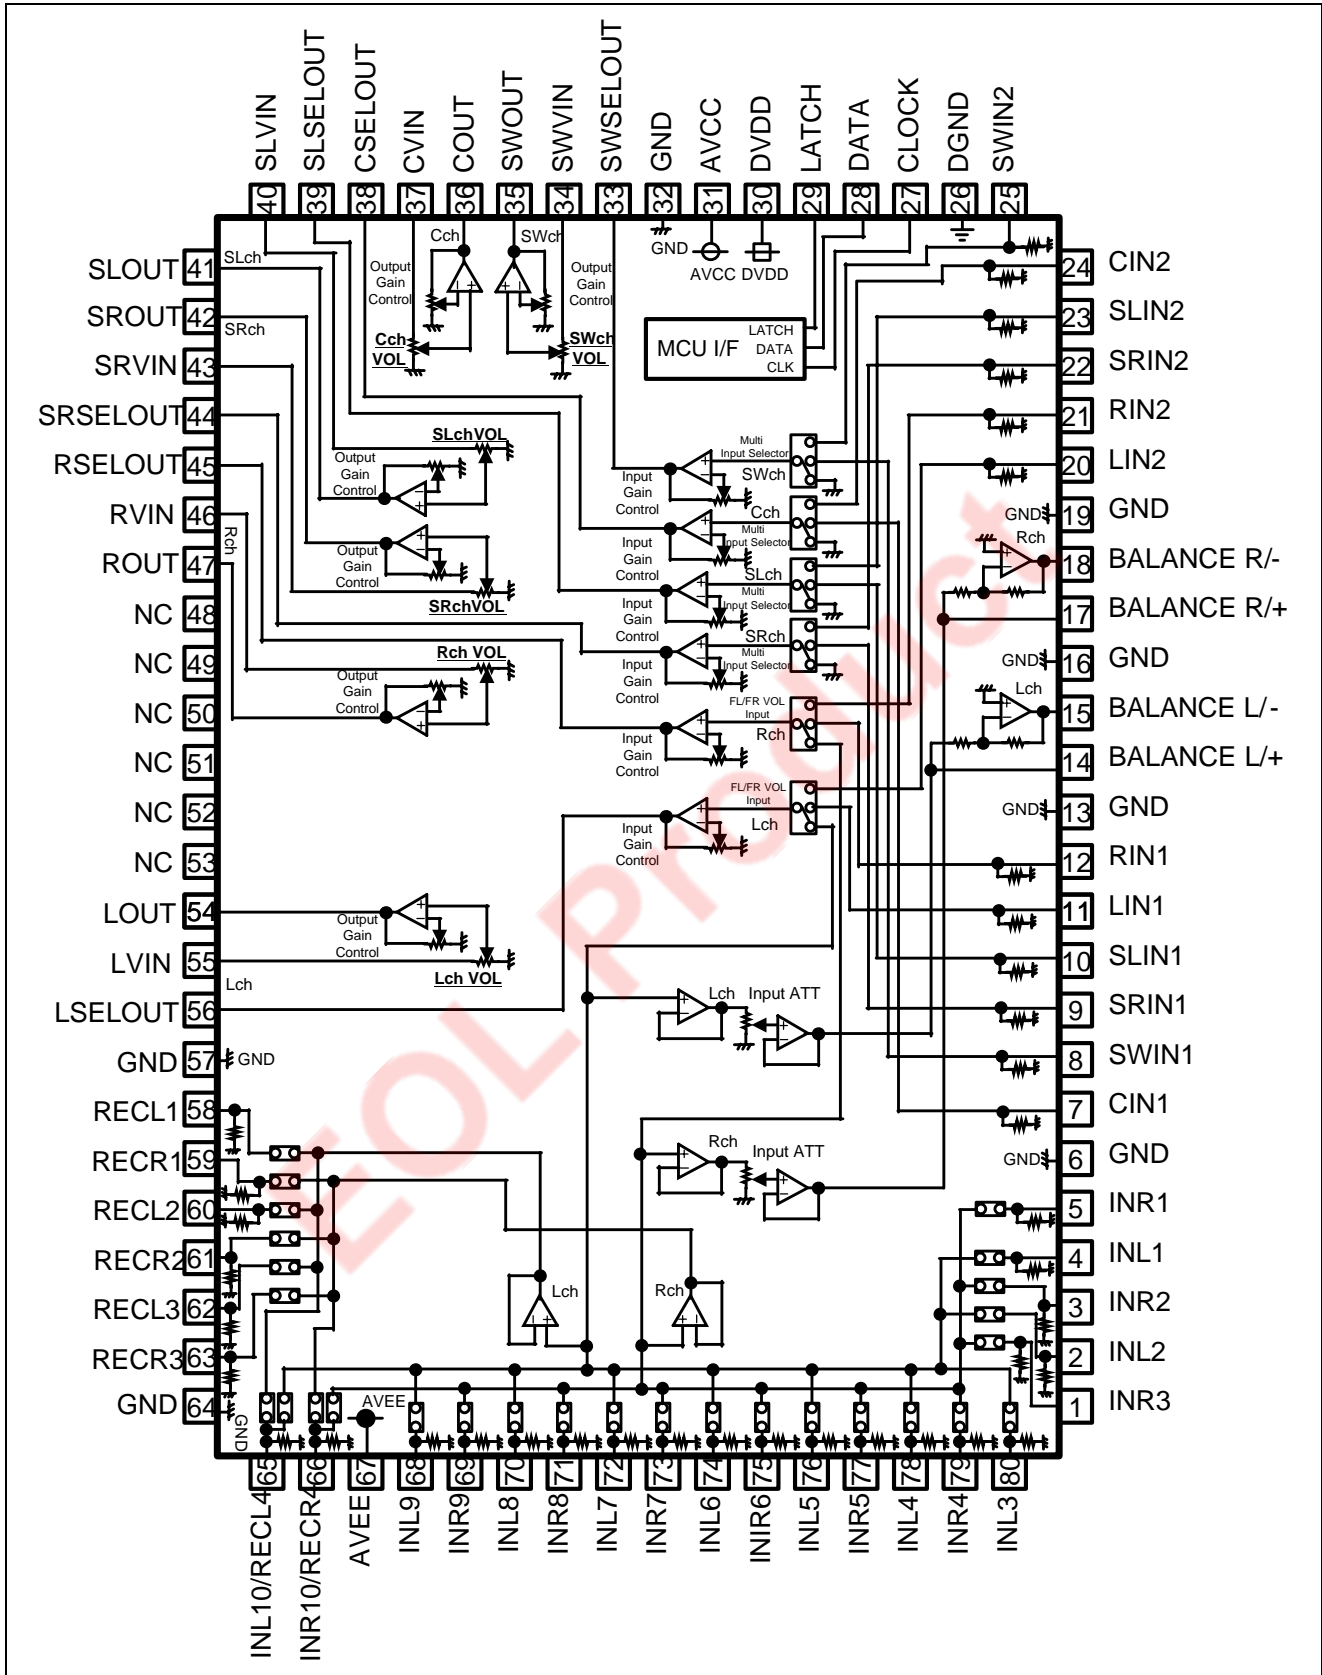 SLVIN
SLSELOUT
CSELOUT
CVIN
COUT
SWOUT
SWVIN
SWSELOUT
GND
AVCC
DVDD
LATCH
DATA
CLOCK
DGND
SWIN2
40
39
38
37
36
35
34
33
32
31
30
29
28
27
26
25
SLOUT 41
SROUT 42
SRVIN 43
SRSELOUT 44
RSELOUT 45
RVIN 46
ROUT 47
NC 48
NC 49
NC 50
NC 51
NC 52
NC 53
LOUT 54
LVIN 55
LSELOUT 56
GND 57
RECL1 58
RECR1 59
RECL2 60
RECR2 61
RECL3 62
RECR3 63
GND 64
24 CIN2
23 SLIN2
22 SRIN2
21 RIN2
20 LIN2
19 GND
18 BALANCE R/-
17 BALANCE R/+
16 GND
15 BALANCE L/-
14 BALANCE L/+
13 GND
12 RIN1
11 LIN1
10 SLIN1
9 SRIN1
8 SWIN1
7 CIN1
6 GND
5 INR1
4 INL1
3 INR2
2 INL2
1 INR3
SLch
SRch
Rch
Lch
GND
GND
Cch
Output
Gain
Control
Cch
VOL
SWch
Output
Gain
Control
SWch
VOL
GND
AVCC DVDD
MCU I/F
LATCH
DATA
CLK
SLchVOL
Output
Gain
Control
Output
Gain
Control
SRchVOL
Rch VOL
Output
Gain
Control
Output
Gain
Control
Lch VOL
Multi
Input Selector
SWch
Input
Gain
Control
Cch
Multi
Input Selector
Input
Gain
Control
SLch
Multi
Input Selector
Input
Gain
Control
SRch
Multi
Input Selector
Input
Gain
Control
FL/FR VOL
Input
Rch
Input
Gain
Control
FL/FR VOL
Input
Lch
Input
Gain
Control
GND
Rch
GND
Lch
GND
GND
Lch
Input ATT
Rch
Input ATT
Lch
Rch
AVEE
65
66
67
68
69
70
71
72
73
74
75
76
77
78
79
80
INL10/RECL4
INR10/RECR4
AVEE
INL9
INR9
INL8
INR8
INL7
INR7
INL6
INIR6
INL5
INR5
INL4
INR4
INL3
EOL Product